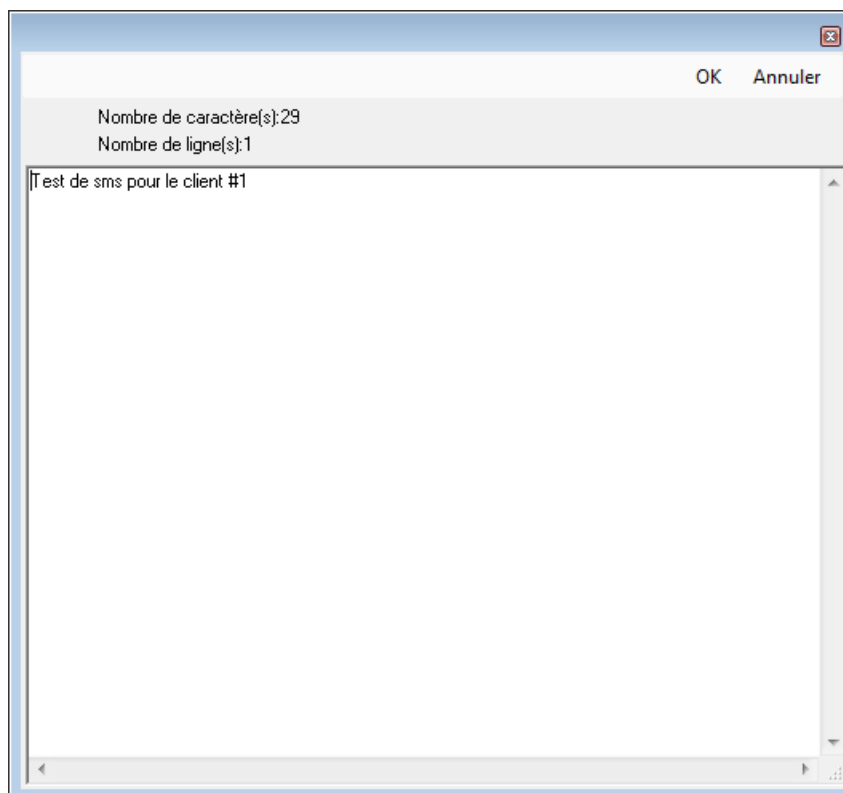 OK Annuler
Nombre de caractère(s):29
Nombre de ligne(s):1
Test de sms pour le client #1